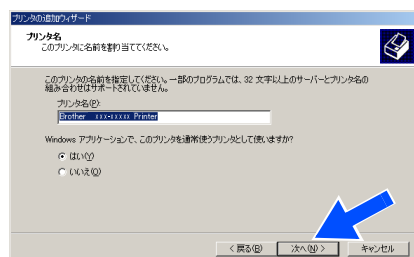 プリンタの追加ウィザード
プリンタ名
このプリンタに名前を割り当ててください。
このプリンタの名前を指定してください。一部のプログラムでは、32 文字以上のサーバーとプリンタ名の
組み合わせはサポートされていません。
プリンタ名(P):
Brother xxx-xxxxx Printer
Windows アプリケーションで、このプリンタを通常使うプリンタとして使いますか?
はい(Y)
いいえ(O)
< 戻る(B)
次へ(N) >
キャンセル